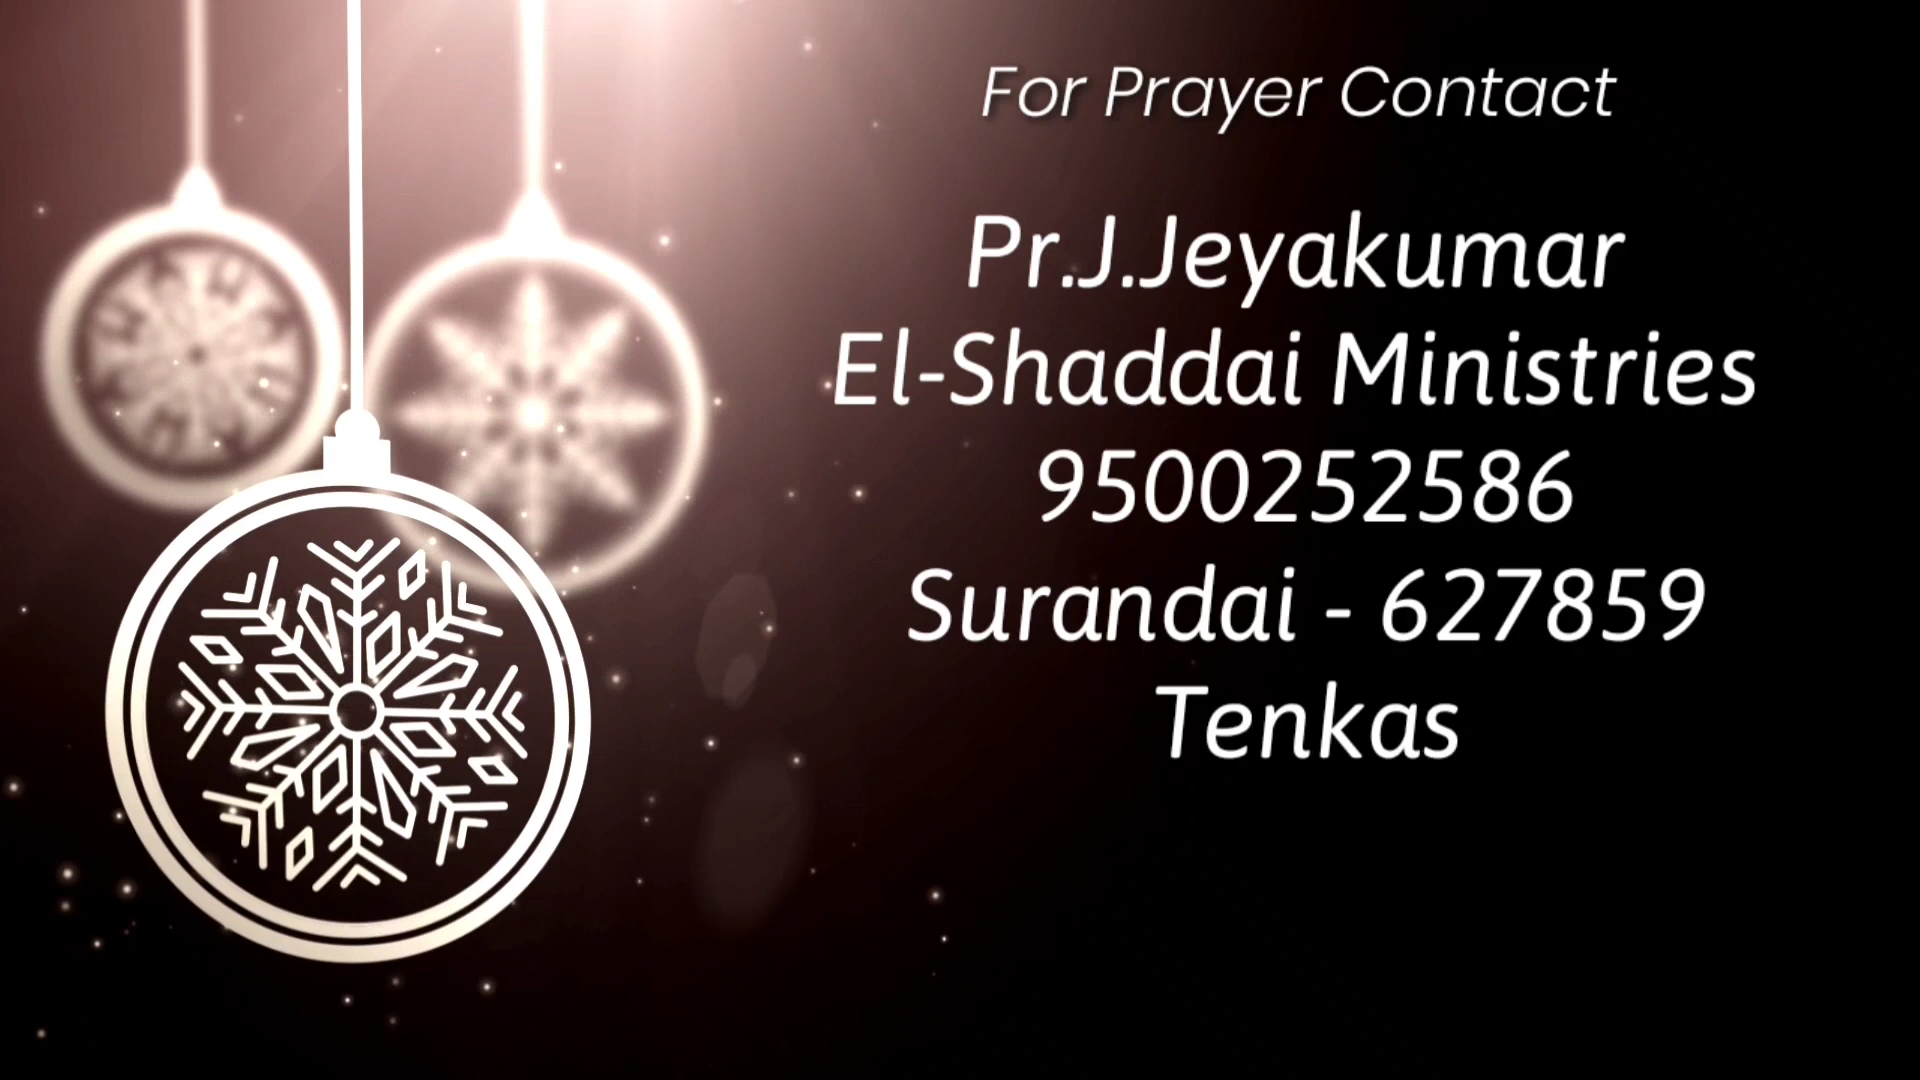 For Prayer Contact
Pr.J.Jeyakumar
El-Shaddai Ministries
9500252586
Surandai - 627859
Tenkas